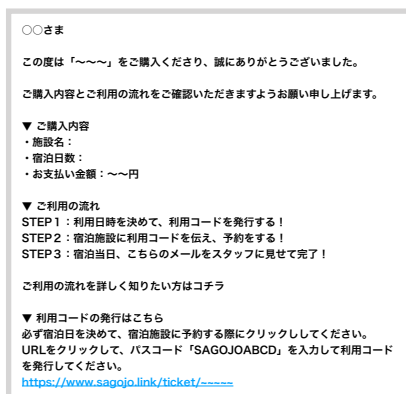 ○○さま
この度は「〜〜〜」をご購入くださり、誠にありがとうございました。
ご購入内容とご利用の流れをご確認いただきますようお願い申し上げます。
▼ ご購入内容
・施設名：
・宿泊日数：
・お支払い金額：〜〜円
▼ ご利用の流れ
STEP１：利用日時を決めて、利用コードを発行する！
STEP２：宿泊施設に利用コードを伝え、予約をする！
STEP３：宿泊当日、こちらのメールをスタッフに見せて完了！
ご利用の流れを詳しく知りたい方はコチラ
▼ 利用コードの発行はこちら
必ず宿泊日を決めて、宿泊施設に予約する際にクリックししてください。
URLをクリックして、パスコード「SAGOJOABCD」を入力して利用コード
を発行してください。
https://www.sagojo.link/ticket/~~~~~